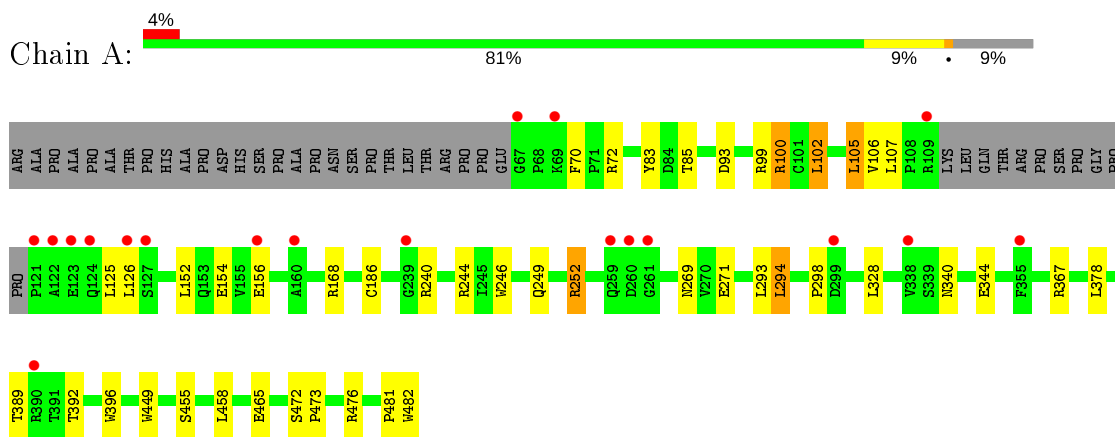 4%
Chain A:
81% 9% • 9%
ARG ALA PRO ALA PRO ALA THR PRO HIS ALA PRO ASP HIS SER PRO ALA PRO ASN SER PRO THR LEU THR ARG PRO PRO GLU G67 P68 K69 F70 P71 R72 Y83 D84 T85 D93 R99 R100 C101 L102 L105 V106 L107 P108 R109 LYS LEU GLN THR ARG PRO SER PRO GLY PRO
PRO P121 A122 E123 Q124 L125 L126 S127 L152 Q153 E154 V155 E156 A160 R168 C186 G239 R240 R244 I245 W246 Q249 R252 Q259 D260 G261 N269 V270 E271 L293 L294 P298 D299 L328 V338 S339 N340 E344 F355 R367 L378
T389 R390 T391 T392 W396 W449 S455 L458 E465 S472 P473 R476 P481 W482